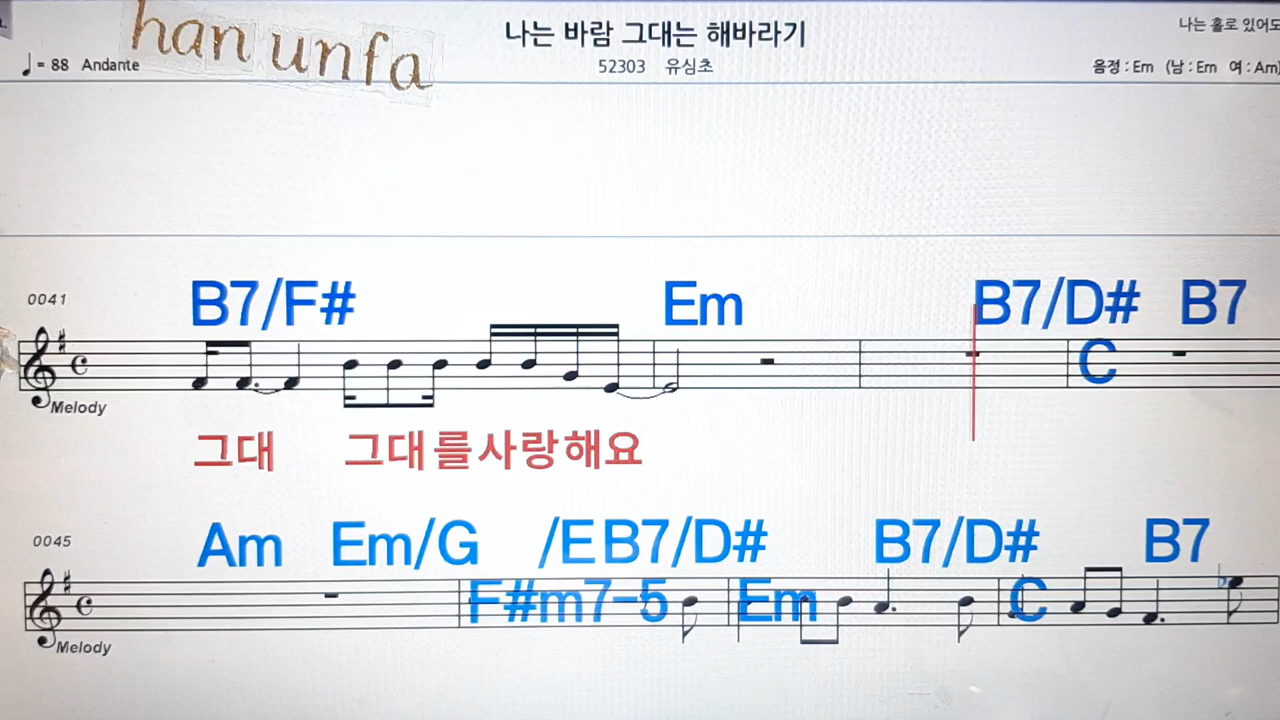 han unfa
나는 바람 그대는 해바라기
나는 홀로 있어도
♩= 88 Andante
52303 유심초
음정 : Em (남 : Em 여 : Am)
0041
B7/F# Em B7/D# B7
C
Melody
그대 그대를사랑해요
0045
Am Em/G /E B7/D# B7/D# B7
F#m7-5 Em C
Melody